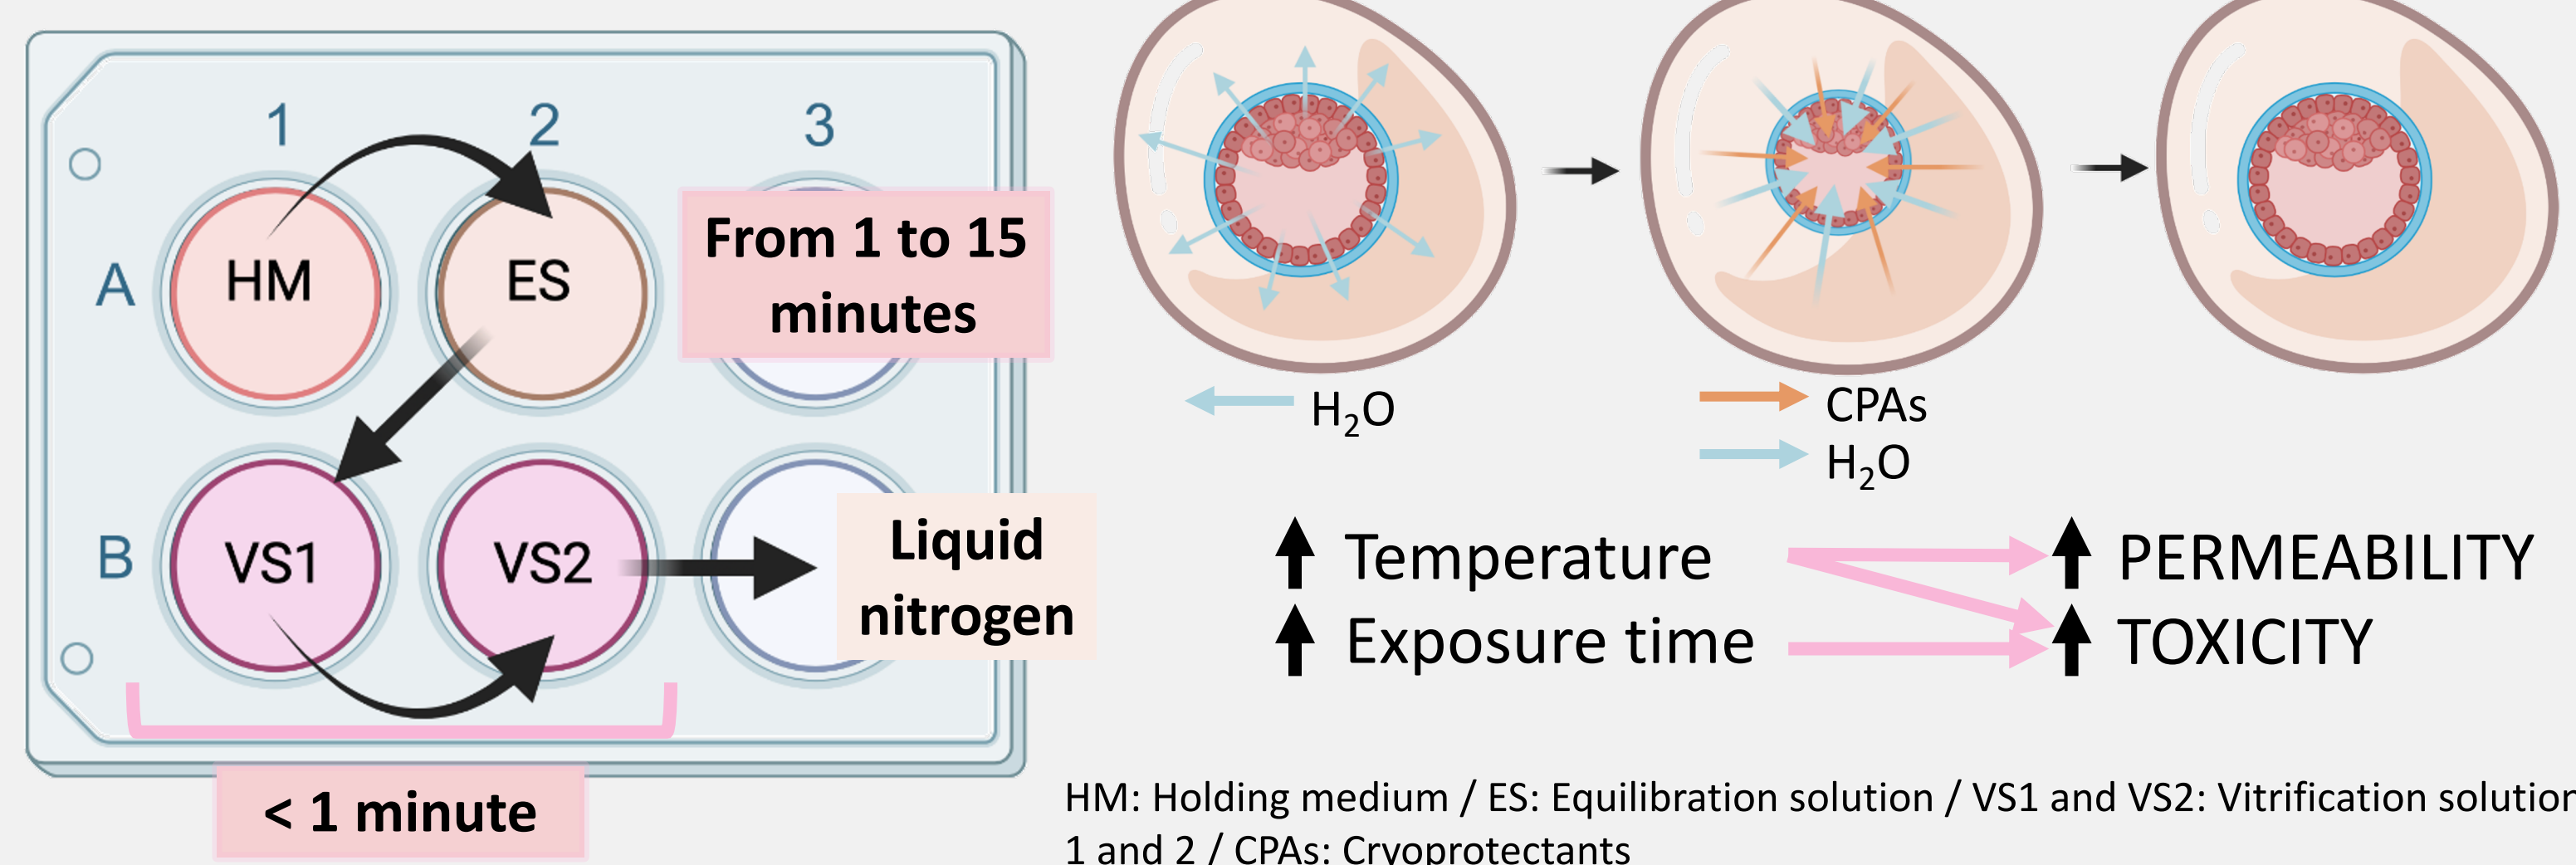 1 2 3
A HM ES
From 1 to 15
minutes
B VS1 VS2
Liquid
nitrogen
< 1 minute
H₂O
CPAs
H₂O
Temperature
PERMEABILITY
Exposure time
TOXICITY
HM: Holding medium / ES: Equilibration solution / VS1 and VS2: Vitrification solution
1 and 2 / CPAs: Cryoprotectants